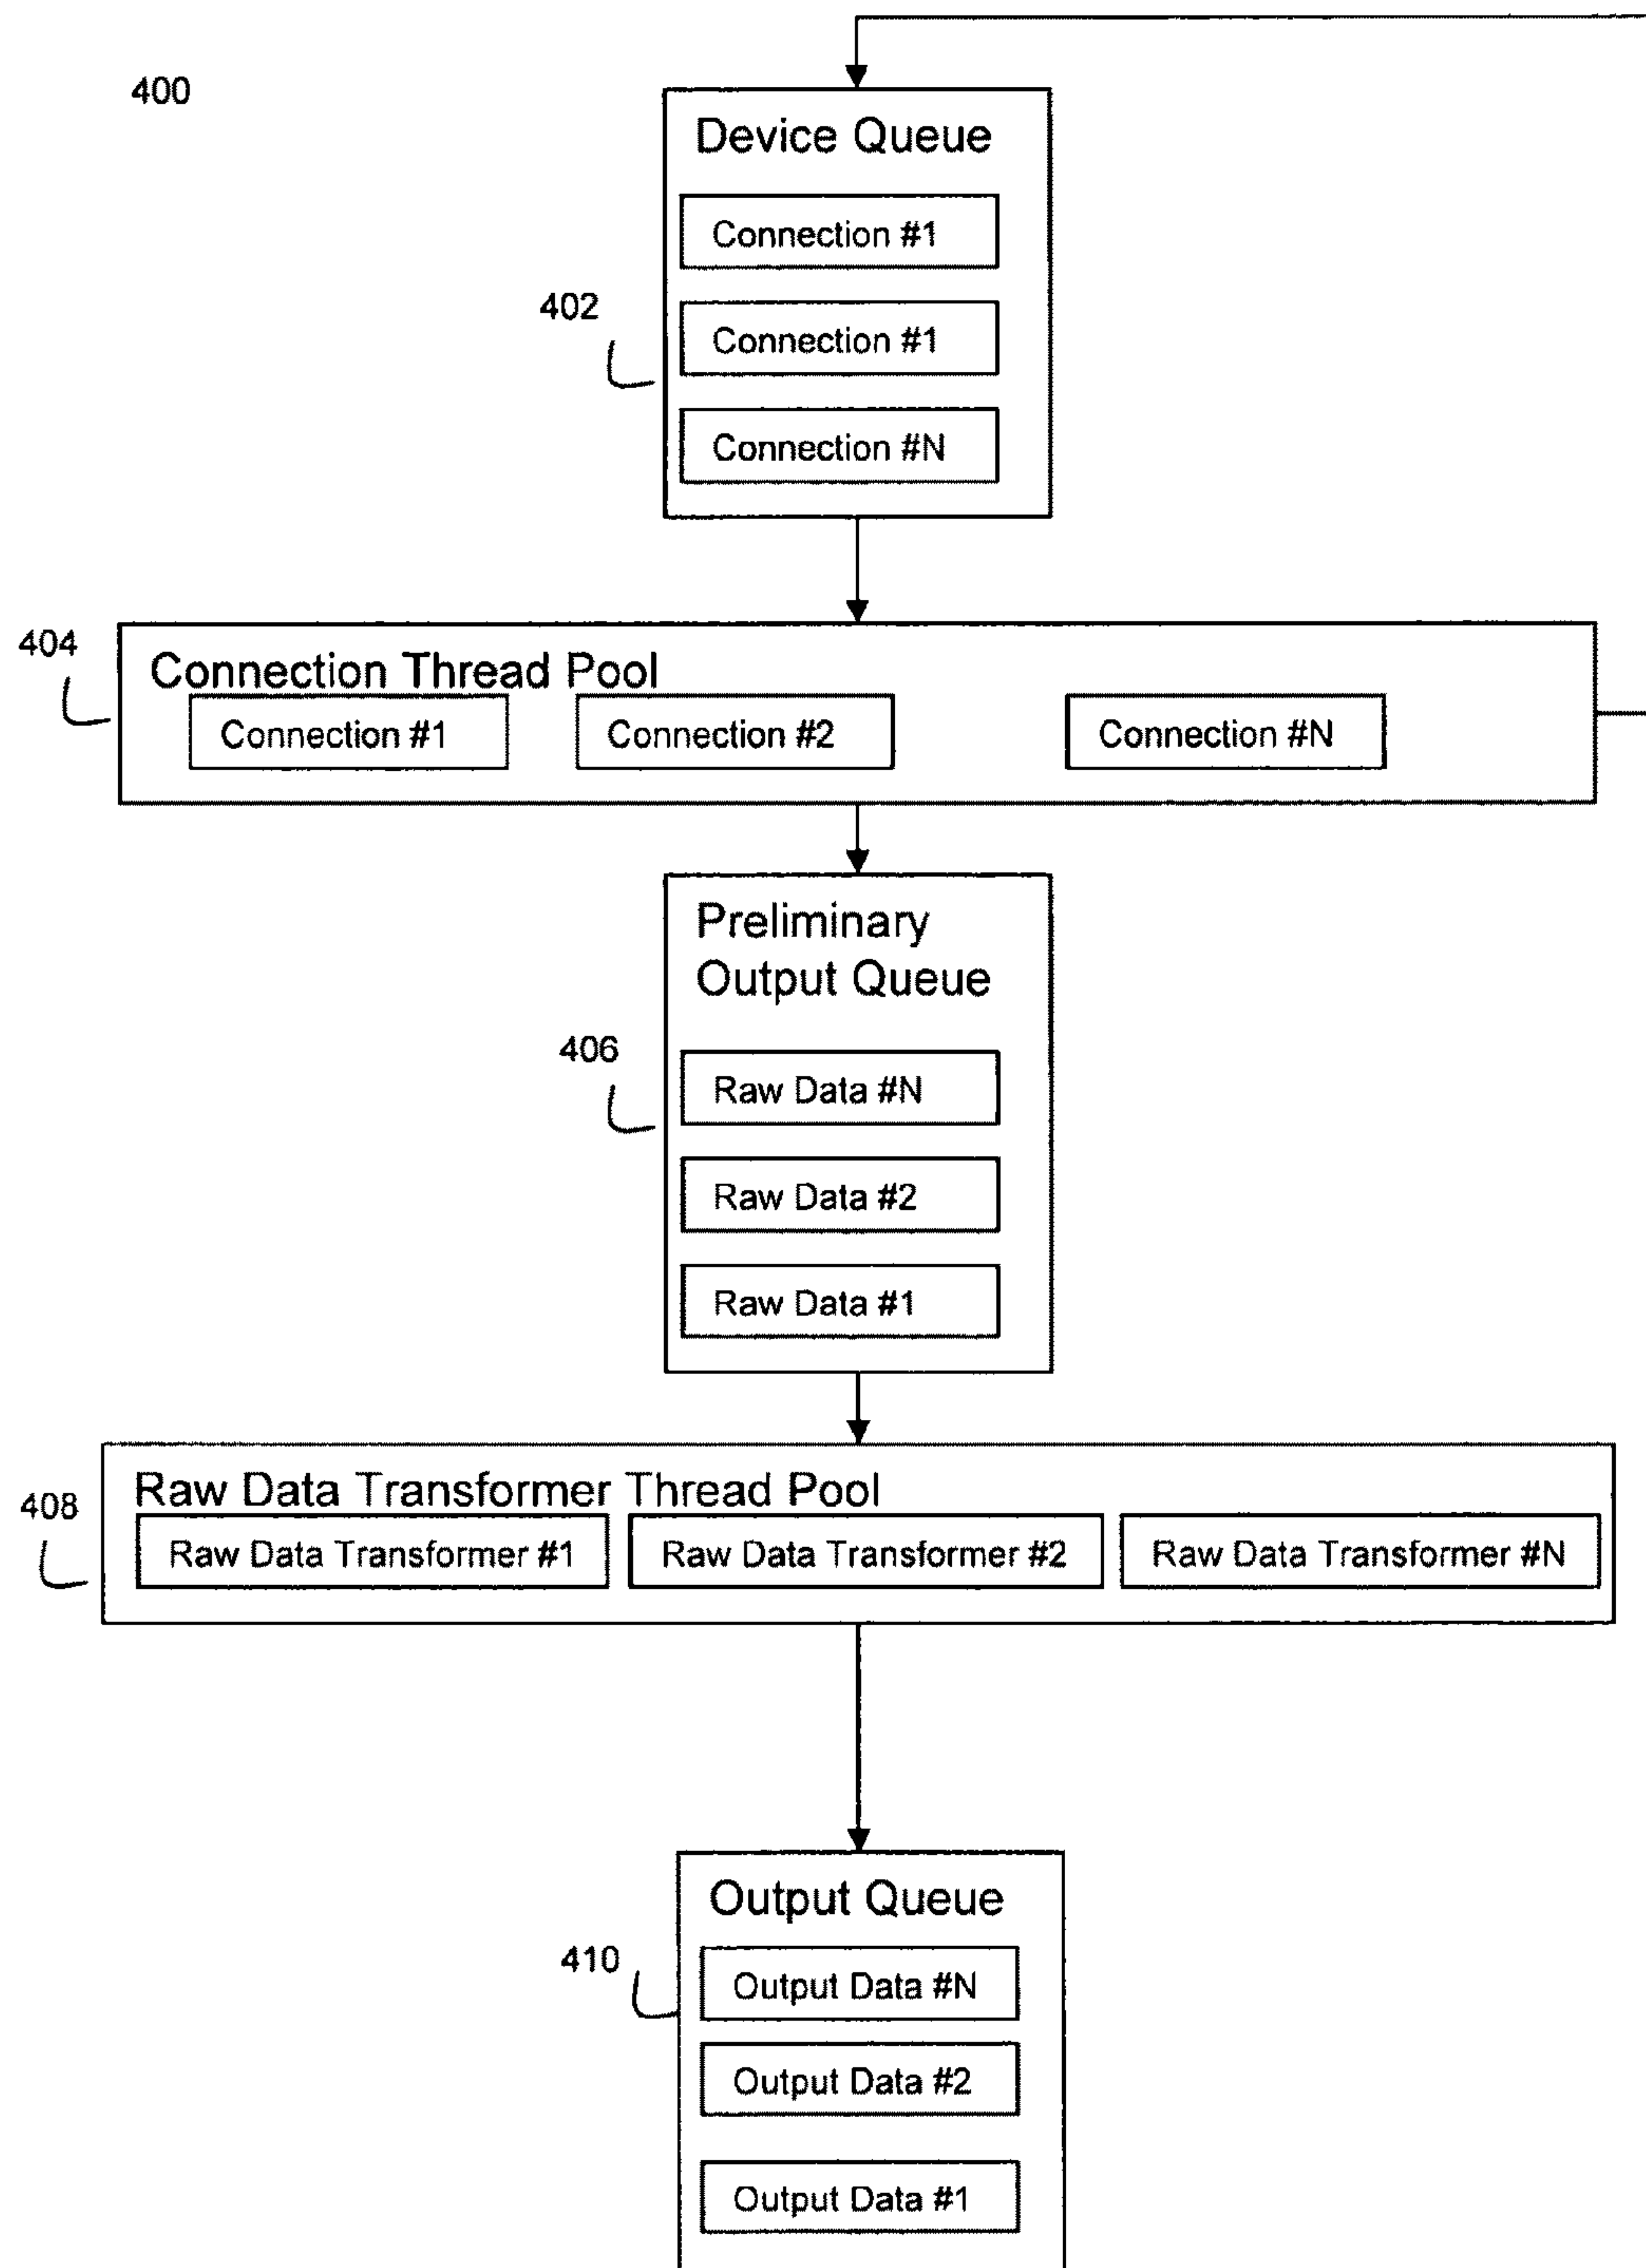 400
Device Queue
Connection #1
402
Connection #1
Connection #N
404
Connection Thread Pool
Connection #1
Connection #2
Connection #N
Preliminary
Output Queue
406
Raw Data #N
Raw Data #2
Raw Data #1
408
Raw Data Transformer Thread Pool
Raw Data Transformer #1
Raw Data Transformer #2
Raw Data Transformer #N
Output Queue
410
Output Data #N
Output Data #2
Output Data #1